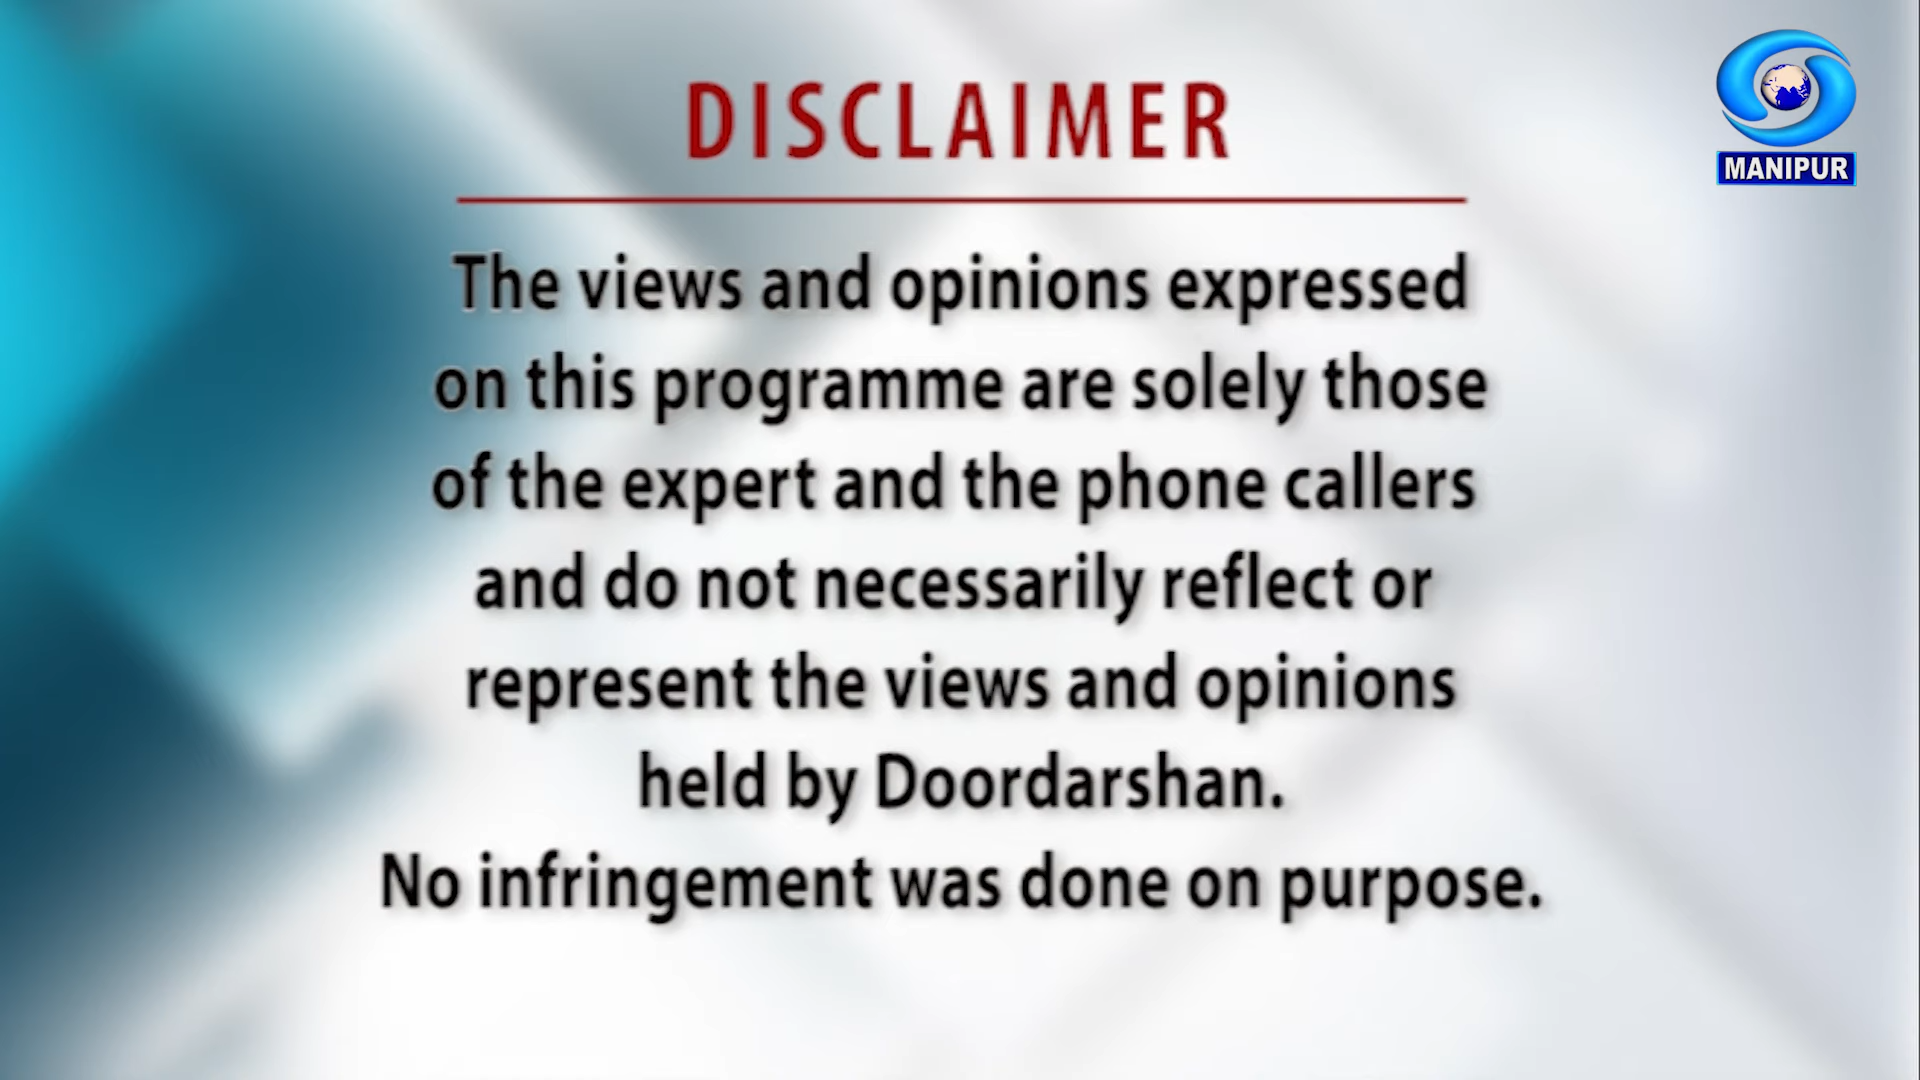 DISCLAIMER
MANIPUR
The views and opinions expressed
on this programme are solely those
of the expert and the phone callers
and do not necessarily reflect or
represent the views and opinions
held by Doordarshan.
No infringement was done on purpose.